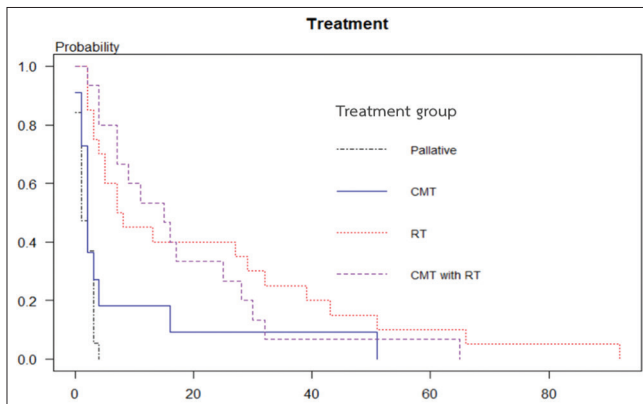 Treatment
Probability
1.0
0.8
0.6
0.4
0.2
0.0
Treatment group
Pallative
CMT
RT
CMT with RT
0 20 40 60 80